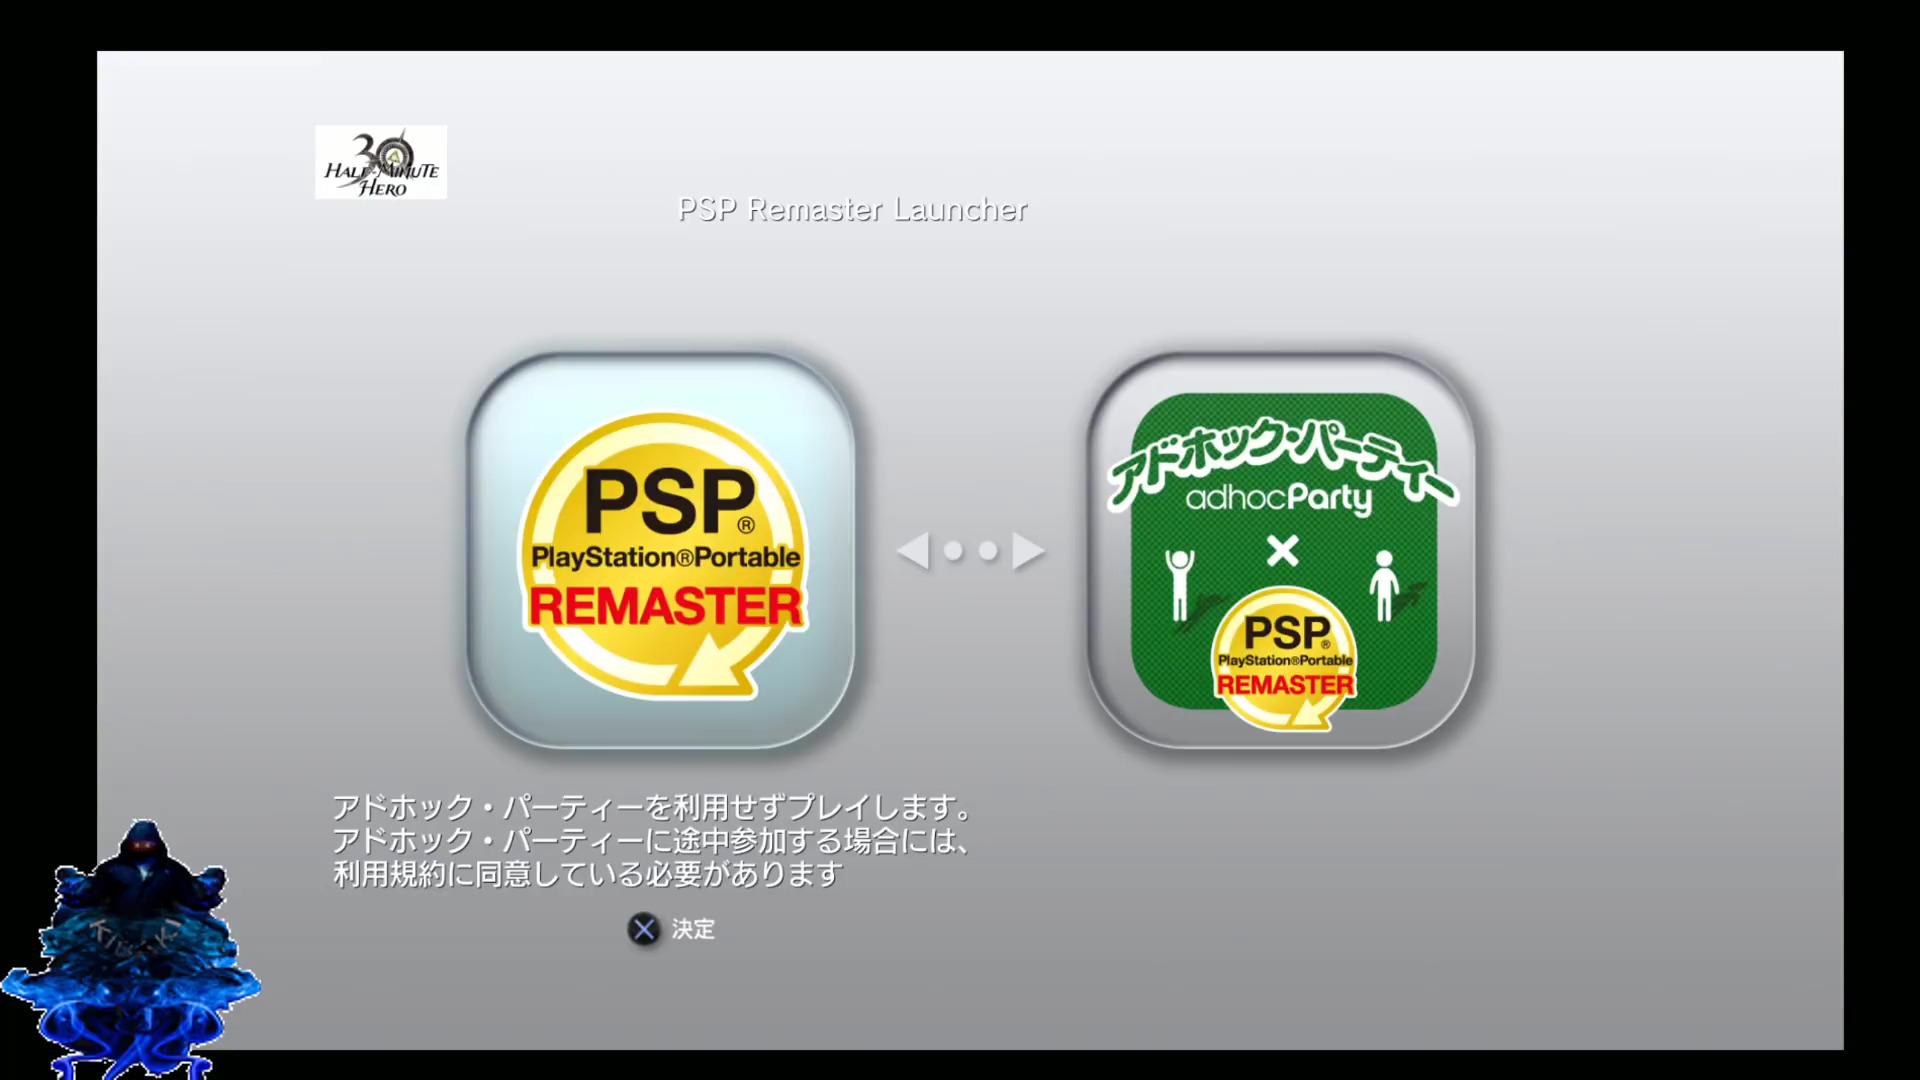 30
HALF-MINUTE
HERO
PSP Remaster Launcher
PSP®
PlayStation®Portable
REMASTER
アドホック・パーティー
adhocParty
×
PSP®
PlayStation®Portable
REMASTER
アドホック・パーティーを利用せずプレイします。
アドホック・パーティーに途中参加する場合には、
利用規約に同意している必要があります
決定